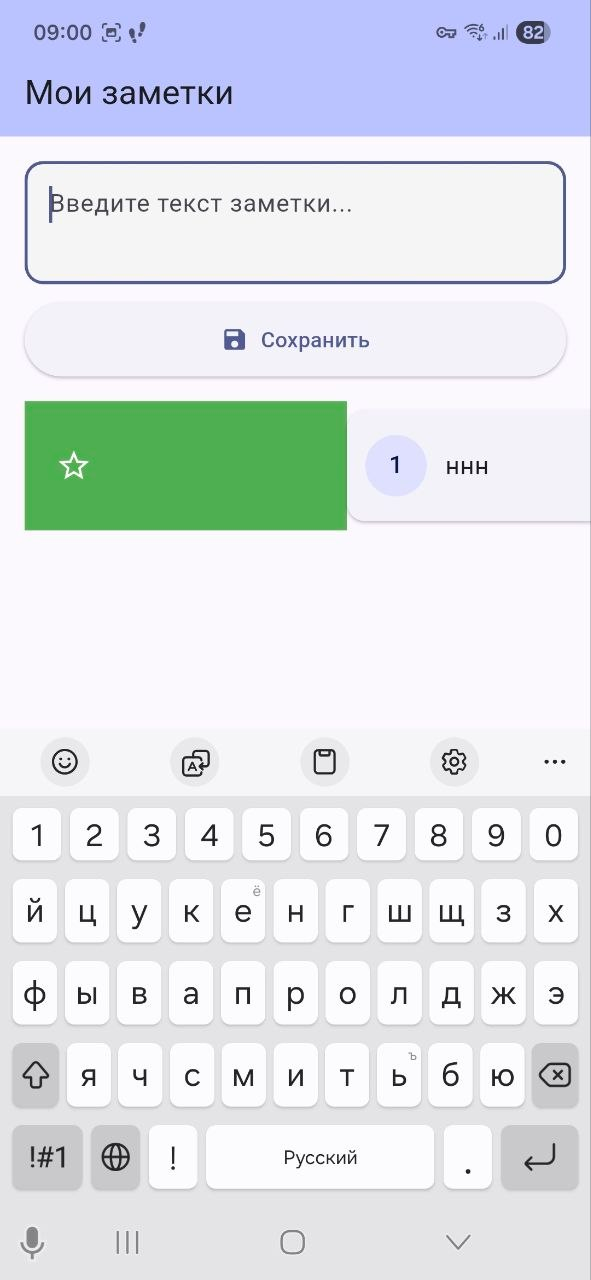 09:00
6
82
Мои заметки
Введите текст заметки...
Сохранить
1 ннн
1 2 3 4 5 6 7 8 9 0
й ц у к е ё н г ш щ з х
ф ы в а п р о л д ж э
я ч с м и т ь ъ б ю
!#1 ! Русский .